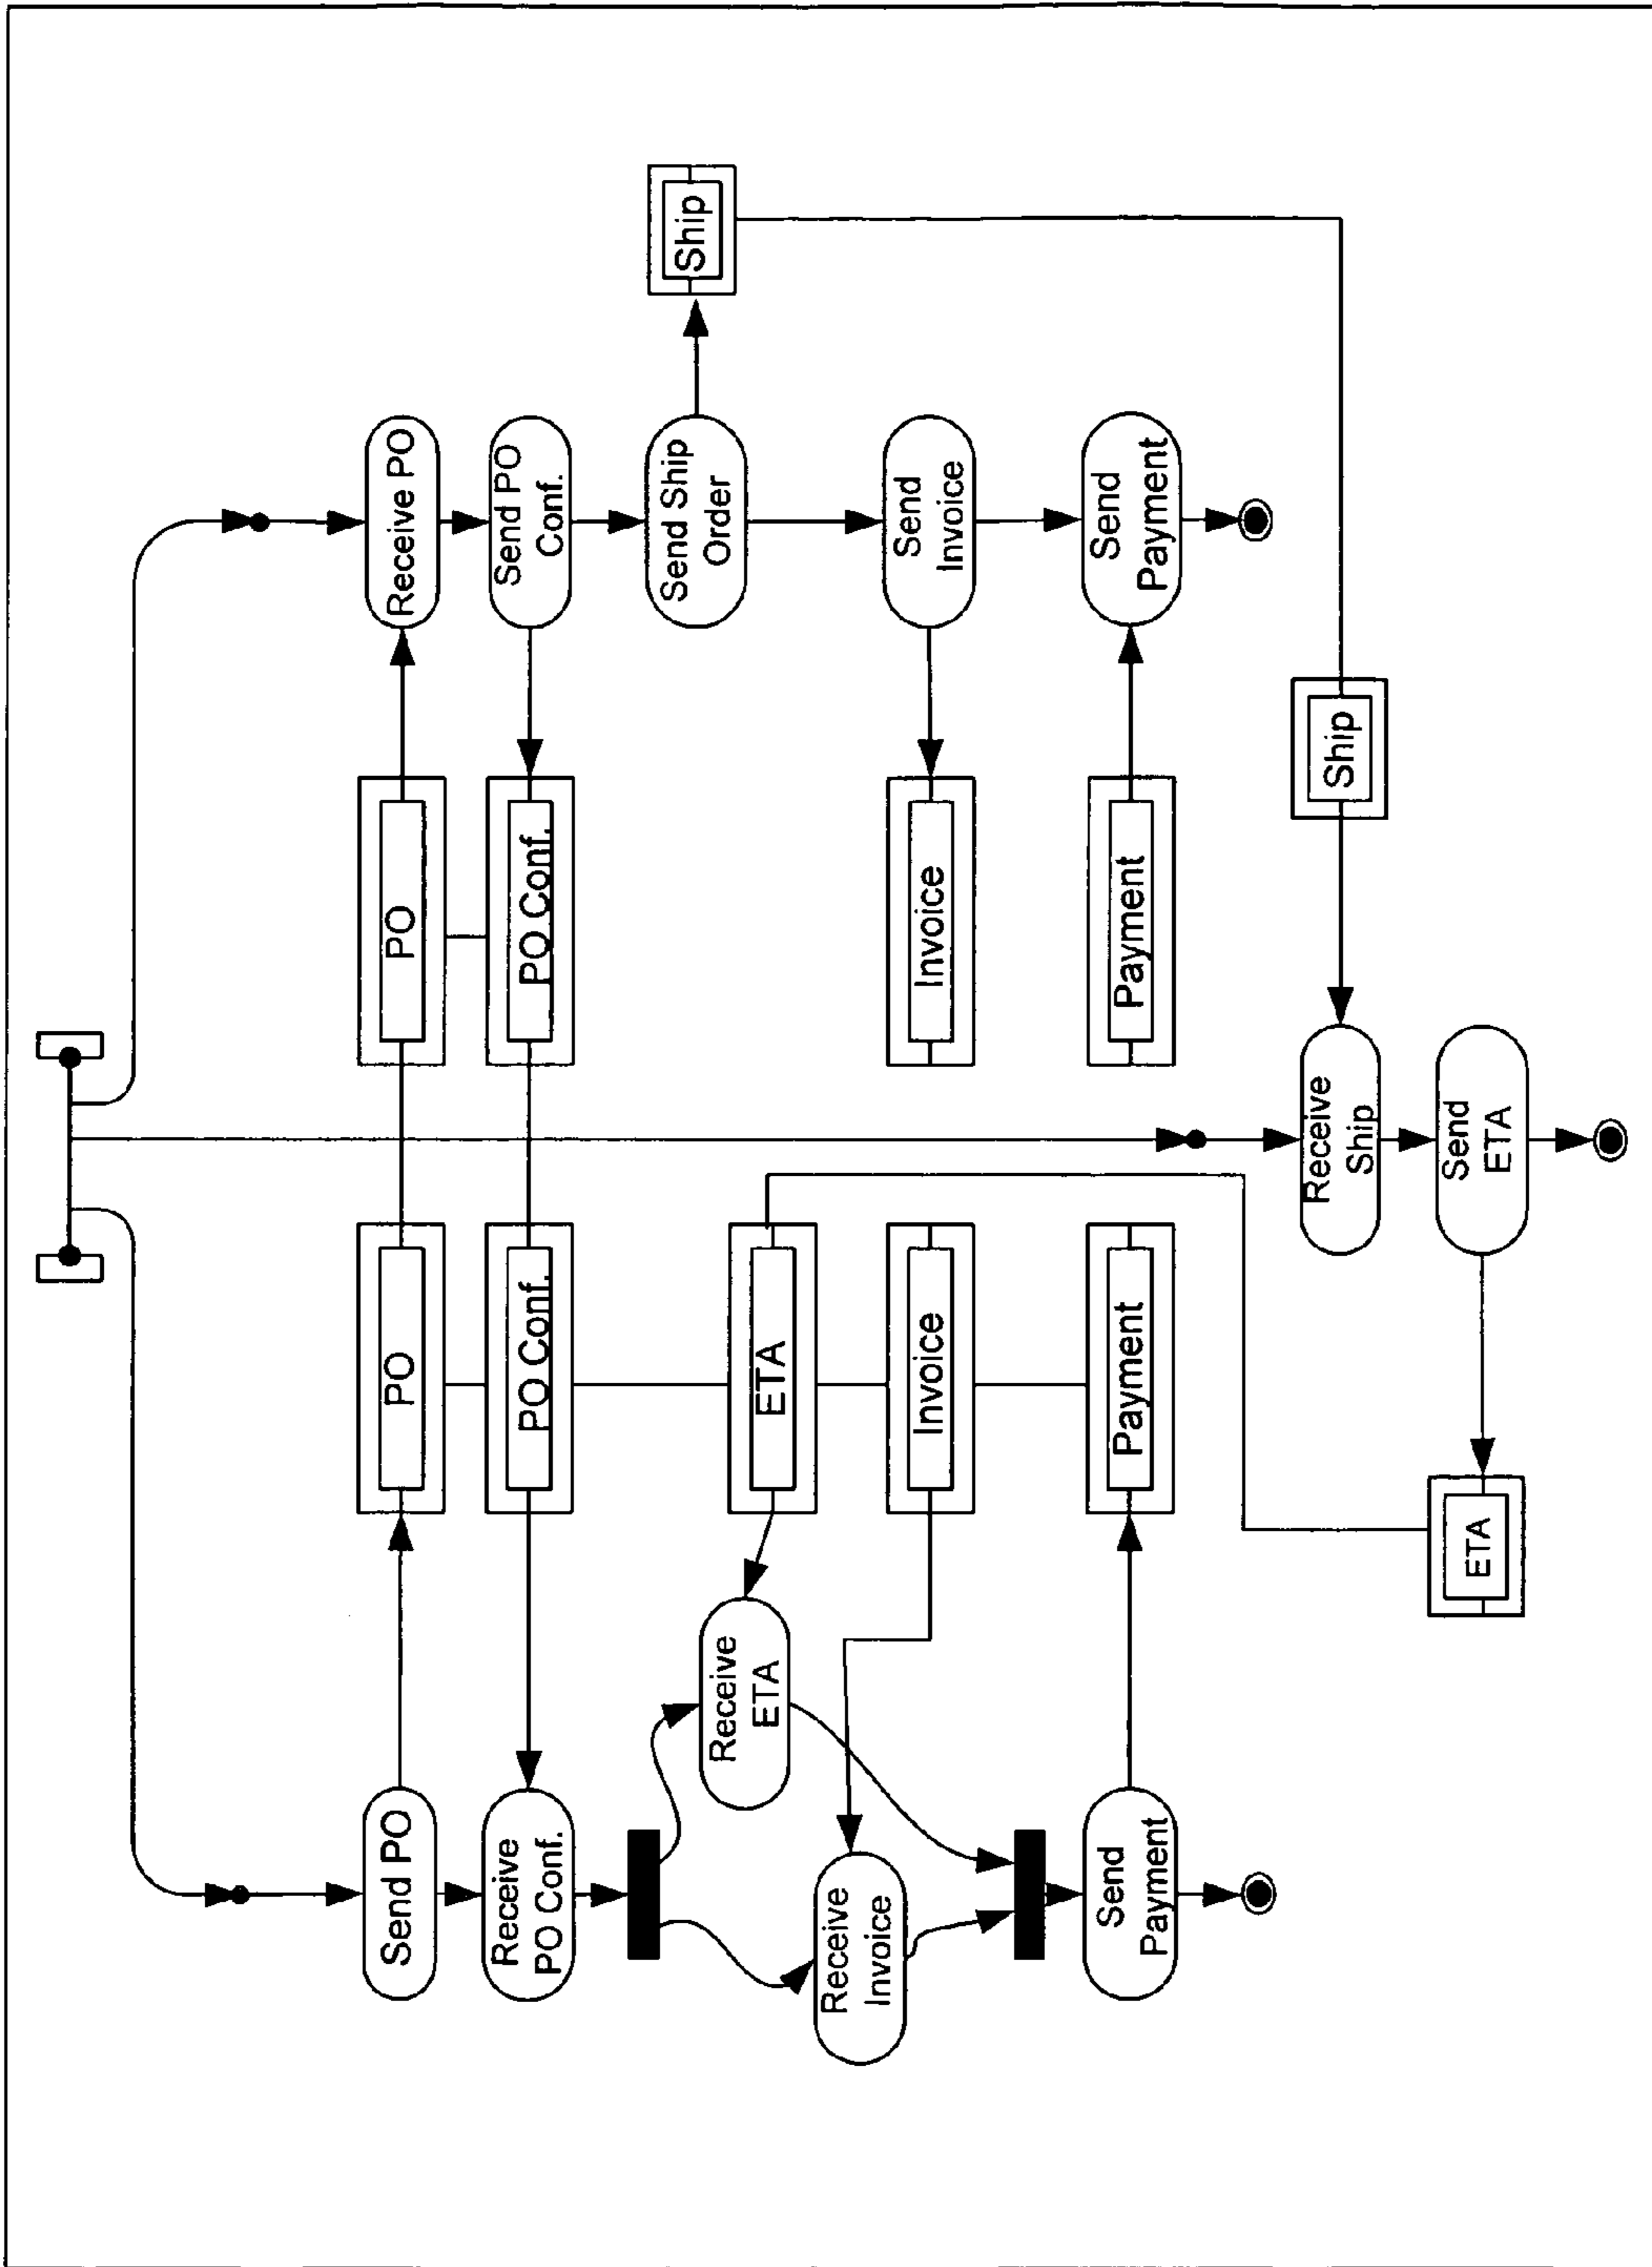 Send PO
PO
PO
Receive PO
Receive
PO Conf.
PO Conf.
PO Conf.
Send PO
Conf.
Receive
ETA
ETA
Send Ship
Order
Ship
Receive
Invoice
Invoice
Invoice
Send
Invoice
Send
Payment
Payment
Payment
Send
Payment
Receive
Ship
Ship
ETA
Send
ETA